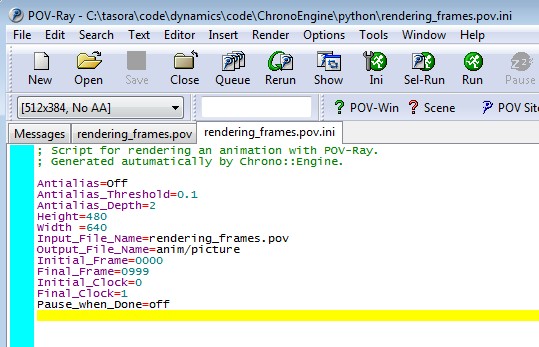 POV-Ray - C:\tasora\code\dynamics\code\ChronoEngine\python\rendering_frames.pov.ini
File Edit Search Text Editor Insert Render Options Tools Window Help
New Open Save Close Queue Rerun Show Ini Sel-Run Run Pause
[512x384, No AA] ? POV-Win ? Scene POV Site
Messages rendering_frames.pov rendering_frames.pov.ini
; Script for rendering an animation with POV-Ray.
; Generated autumatically by Chrono::Engine.
Antialias=Off
Antialias_Threshold=0.1
Antialias_Depth=2
Height=480
Width =640
Input_File_Name=rendering_frames.pov
Output_File_Name=anim/picture
Initial_Frame=0000
Final_Frame=0999
Initial_Clock=0
Final_Clock=1
Pause_when_Done=off